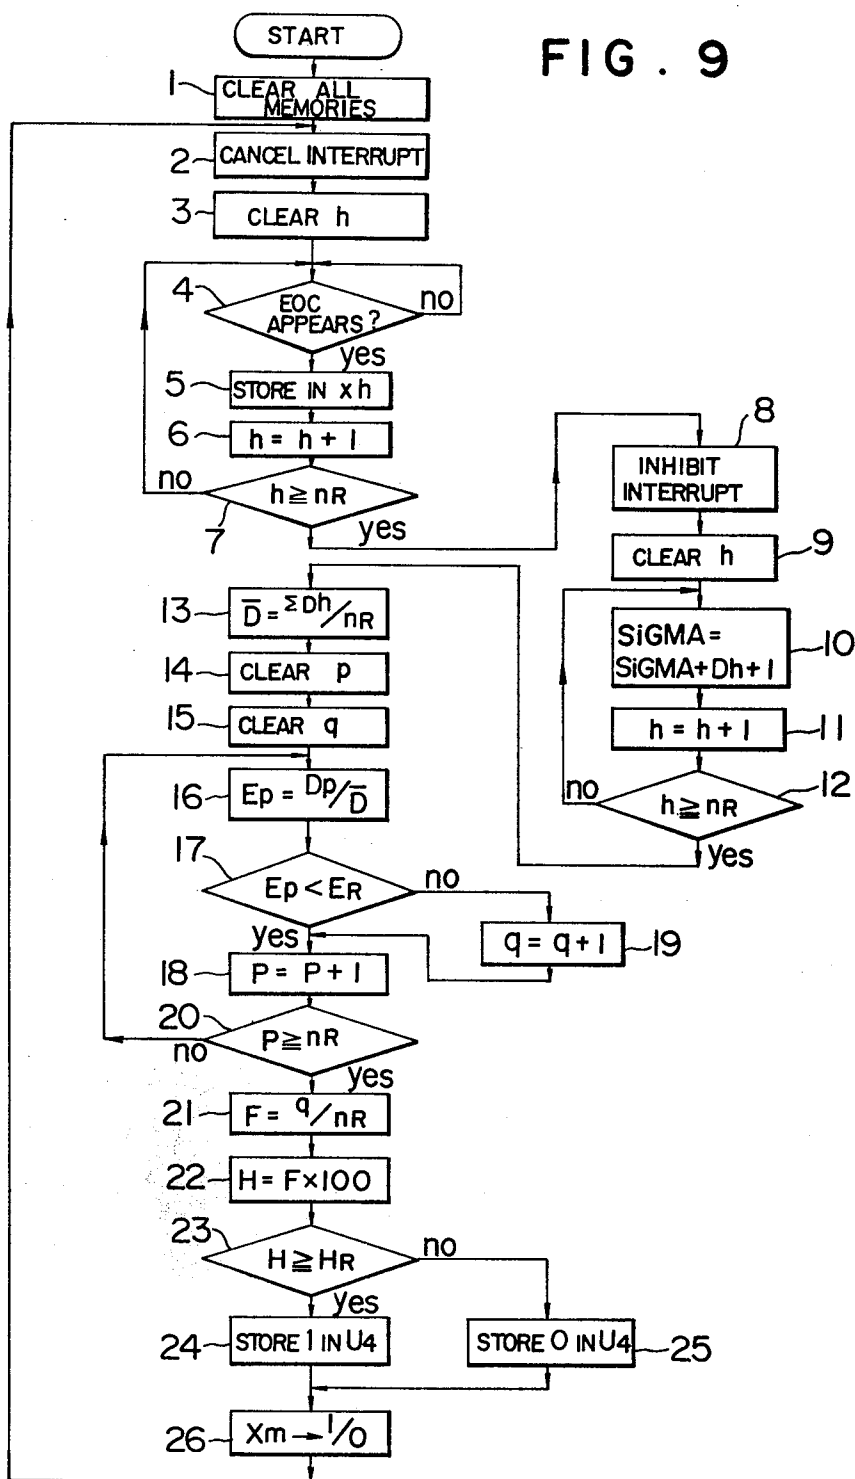 START
FIG. 9
1
CLEAR ALL
MEMORIES
2
CANCEL INTERRUPT
3
CLEAR h
4
EOC
APPEARS?
no
yes
5
STORE IN xh
6
h = h + 1
no
h ≧ nR
7
yes
8
INHIBIT
INTERRUPT
9
CLEAR h
10
SiGMA =
SiGMA + Dh + 1
11
h = h + 1
12
no
h ≧ nR
yes
13
D̅ = ΣDh/nR
14
CLEAR p
15
CLEAR q
16
Ep = Dp/D̅
17
Ep < ER
no
yes
19
q = q + 1
18
P = P + 1
20
P ≧ nR
no
yes
21
F = q/nR
22
H = F×100
23
H ≧ HR
no
yes
24
STORE 1 IN U4
25
STORE 0 IN U4
26
Xm → 1/0